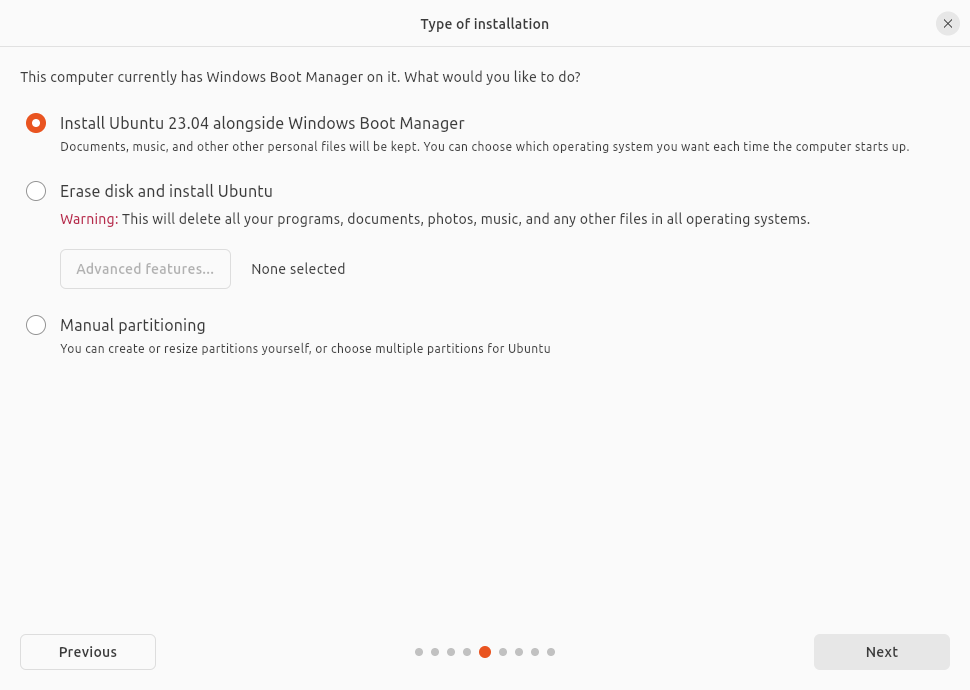 Type of installation
This computer currently has Windows Boot Manager on it. What would you like to do?
Install Ubuntu 23.04 alongside Windows Boot Manager
Documents, music, and other other personal files will be kept. You can choose which operating system you want each time the computer starts up.
Erase disk and install Ubuntu
Warning: This will delete all your programs, documents, photos, music, and any other files in all operating systems.
Advanced features... None selected
Manual partitioning
You can create or resize partitions yourself, or choose multiple partitions for Ubuntu
Previous Next